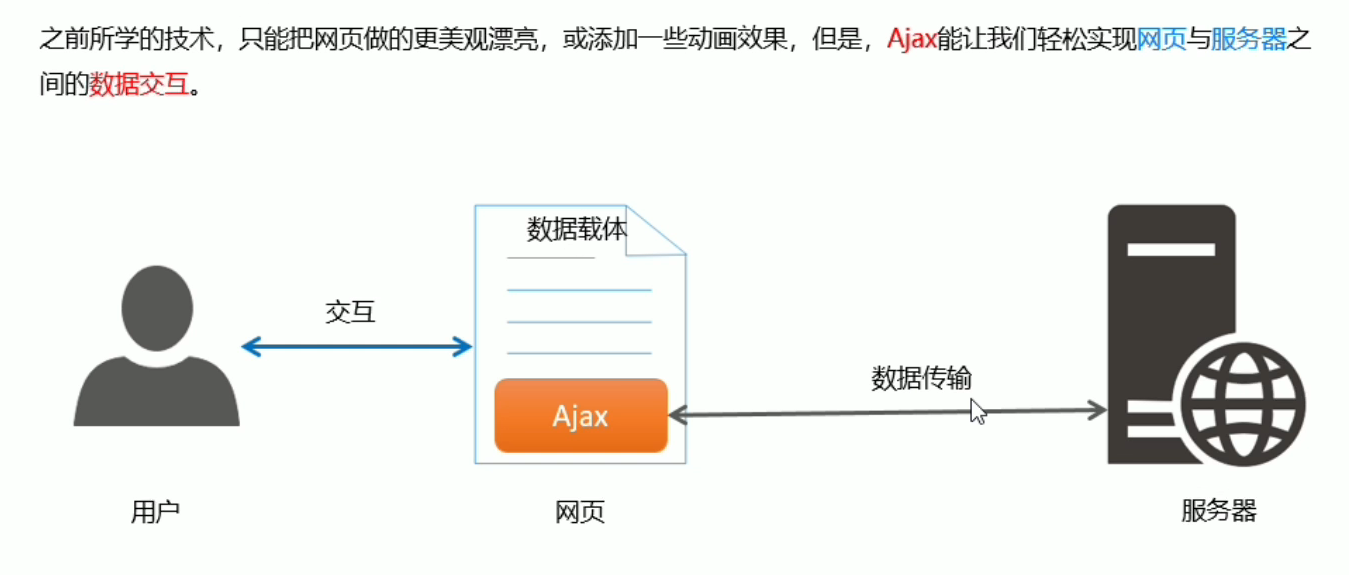 之前所学的技术，只能把网页做的更美观漂亮，或添加一些动画效果，但是，Ajax能让我们轻松实现网页与服务器之
间的数据交互。
数据载体
交互
数据传输
Ajax
用户
网页
服务器